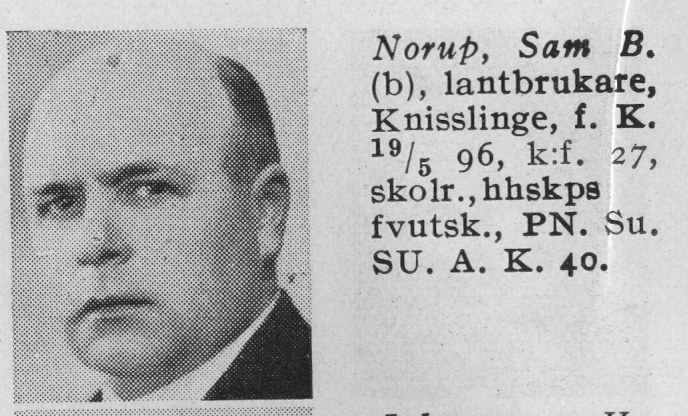 Norup, Sam B.
(b), lantbrukare,
Knisslinge, f. K.
19/5 96, k:f. 27,
skolr., hhskps
fvutsk., PN. Su.
SU. A. K. 40.